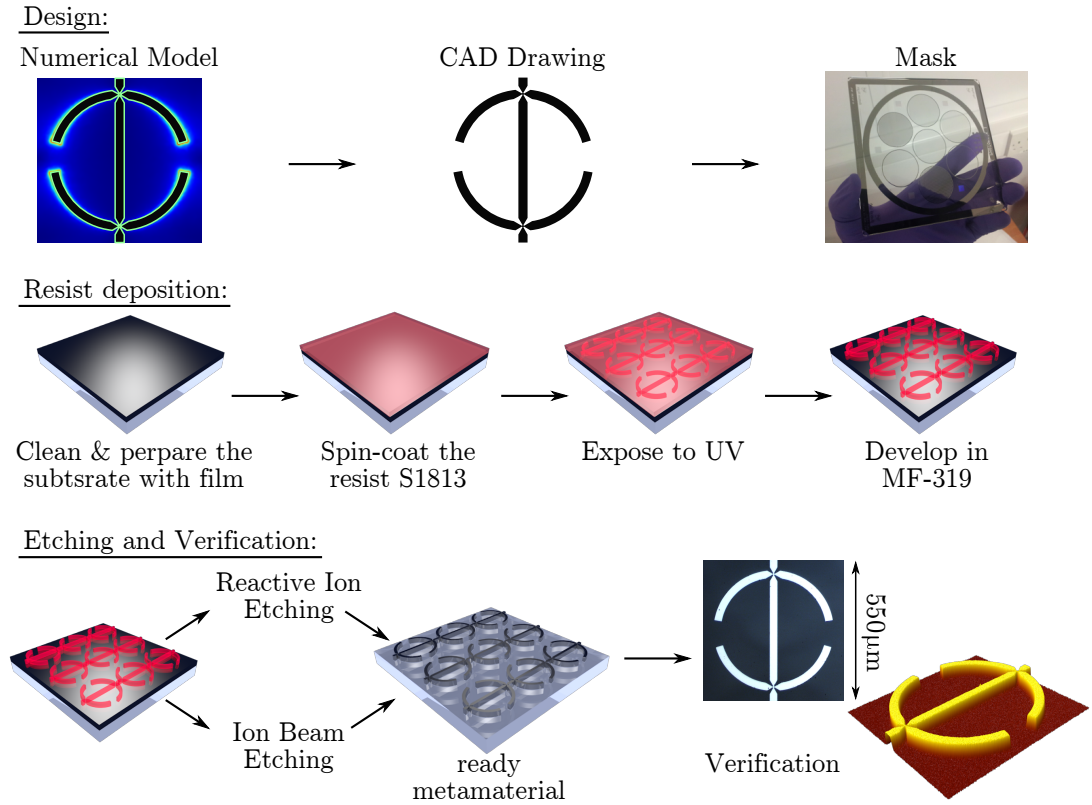 Design:
Numerical Model
CAD Drawing
Mask
Resist deposition:
Clean & perpare the
subtsrate with film
Spin-coat the
resist S1813
Expose to UV
Develop in
MF-319
Etching and Verification:
Reactive Ion
Etching
Ion Beam
Etching
ready
metamaterial
550μm
Verification